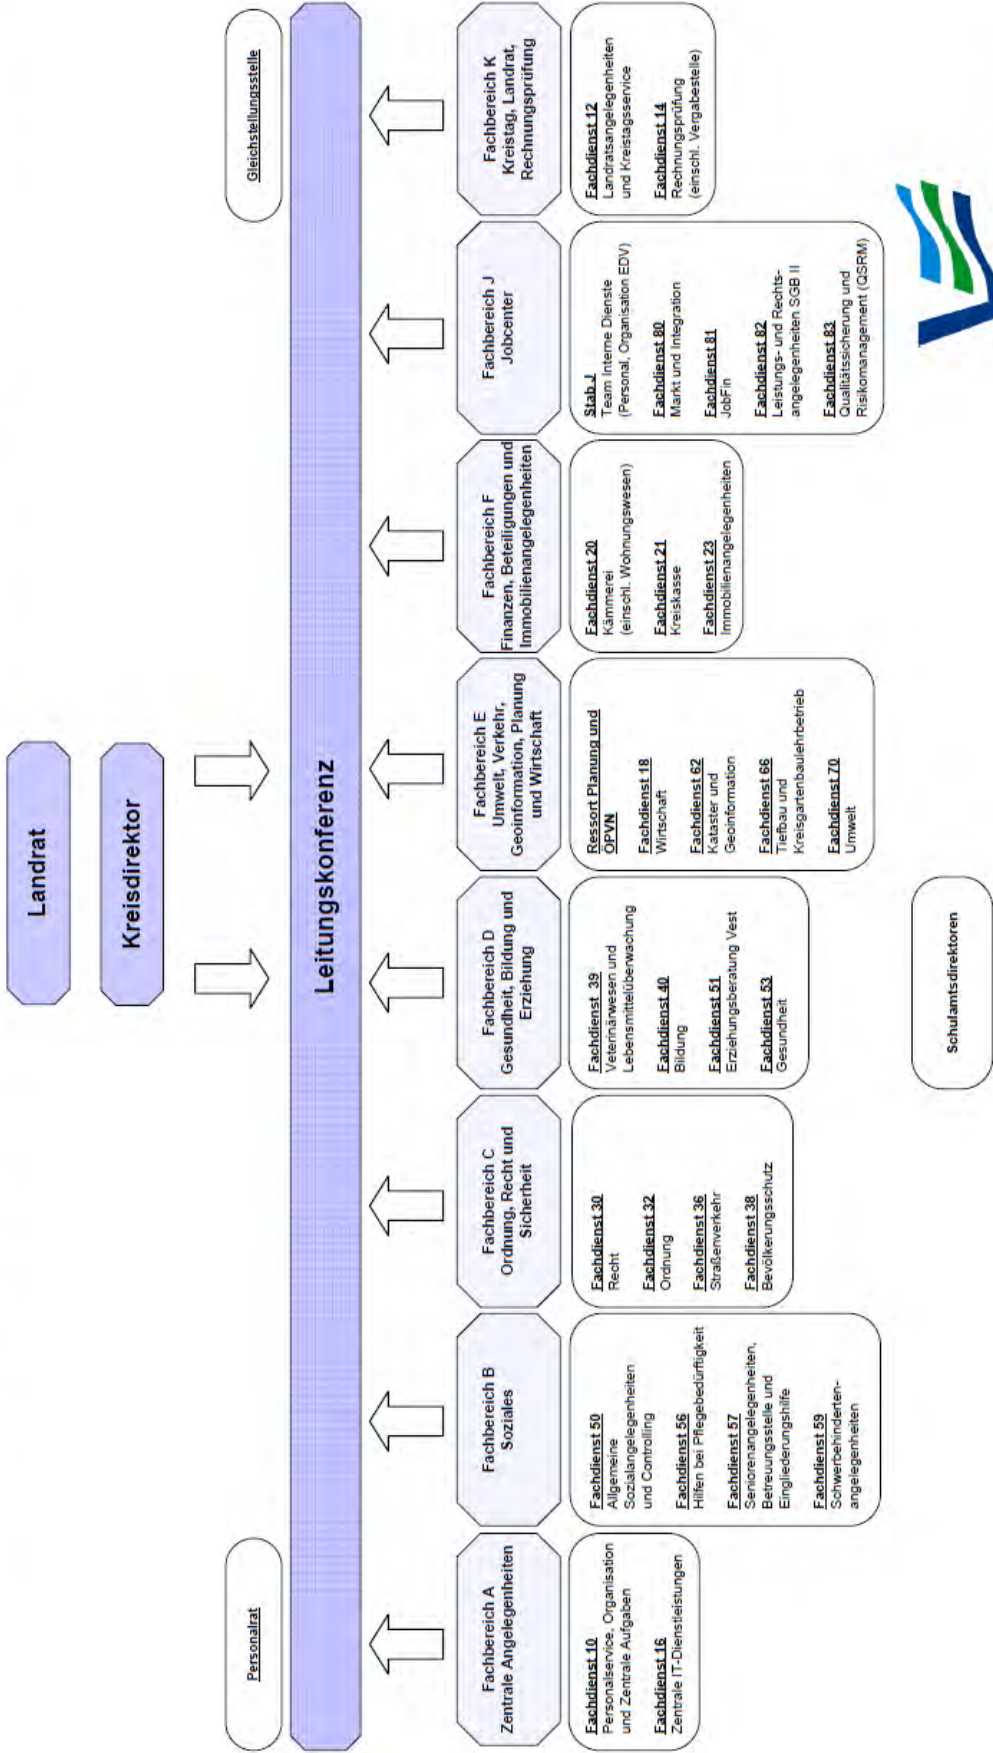 Landrat
Kreisdirektor
Personalrat
Gleichstellungsstelle
Leitungskonferenz
Fachbereich A
Zentrale Angelegenheiten
Fachdienst 10
Personalservice, Organisation
und Zentrale Aufgaben
Fachdienst 16
Zentrale IT-Dienstleistungen
Fachbereich B
Soziales
Fachdienst 50
Allgemeine
Sozialangelegenheiten
und Controlling
Fachdienst 56
Hilfen bei Pflegebedürftigkeit
Fachdienst 57
Seniorenangelegenheiten,
Betreuungsstelle und
Eingliederungshilfe
Fachdienst 59
Schwerbehinderten-
angelegenheiten
Fachbereich C
Ordnung, Recht und
Sicherheit
Fachdienst 30
Recht
Fachdienst 32
Ordnung
Fachdienst 36
Straßenverkehr
Fachdienst 38
Bevölkerungsschutz
Fachbereich D
Gesundheit, Bildung und
Erziehung
Fachdienst 39
Veterinärwesen und
Lebensmittelüberwachung
Fachdienst 40
Bildung
Fachdienst 51
Erziehungsberatung Vest
Fachdienst 53
Gesundheit
Fachbereich E
Umwelt, Verkehr,
Geoinformation, Planung
und Wirtschaft
Ressort Planung und
ÖPVN
Fachdienst 18
Wirtschaft
Fachdienst 62
Kataster und
Geoinformation
Fachdienst 66
Tiefbau und
Kreisgartenbaulehrbetrieb
Fachdienst 70
Umwelt
Fachbereich F
Finanzen, Beteiligungen und
Immobilienangelegenheiten
Fachdienst 20
Kämmerei
(einschl. Wohnungswesen)
Fachdienst 21
Kreiskasse
Fachdienst 23
Immobilienangelegenheiten
Fachbereich J
Jobcenter
Stab J
Team Interne Dienste
(Personal, Organisation EDV)
Fachdienst 80
Markt und Integration
Fachdienst 81
JobFin
Fachdienst 82
Leistungs- und Rechts-
angelegenheiten SGB II
Fachdienst 83
Qualitätssicherung und
Risikomanagement (QSRM)
Fachbereich K
Kreistag, Landrat,
Rechnungsprüfung
Fachdienst 12
Landratsangelegenheiten
und Kreistagsservice
Fachdienst 14
Rechnungsprüfung
(einschl. Vergabestelle)
Schulamtsdirektoren